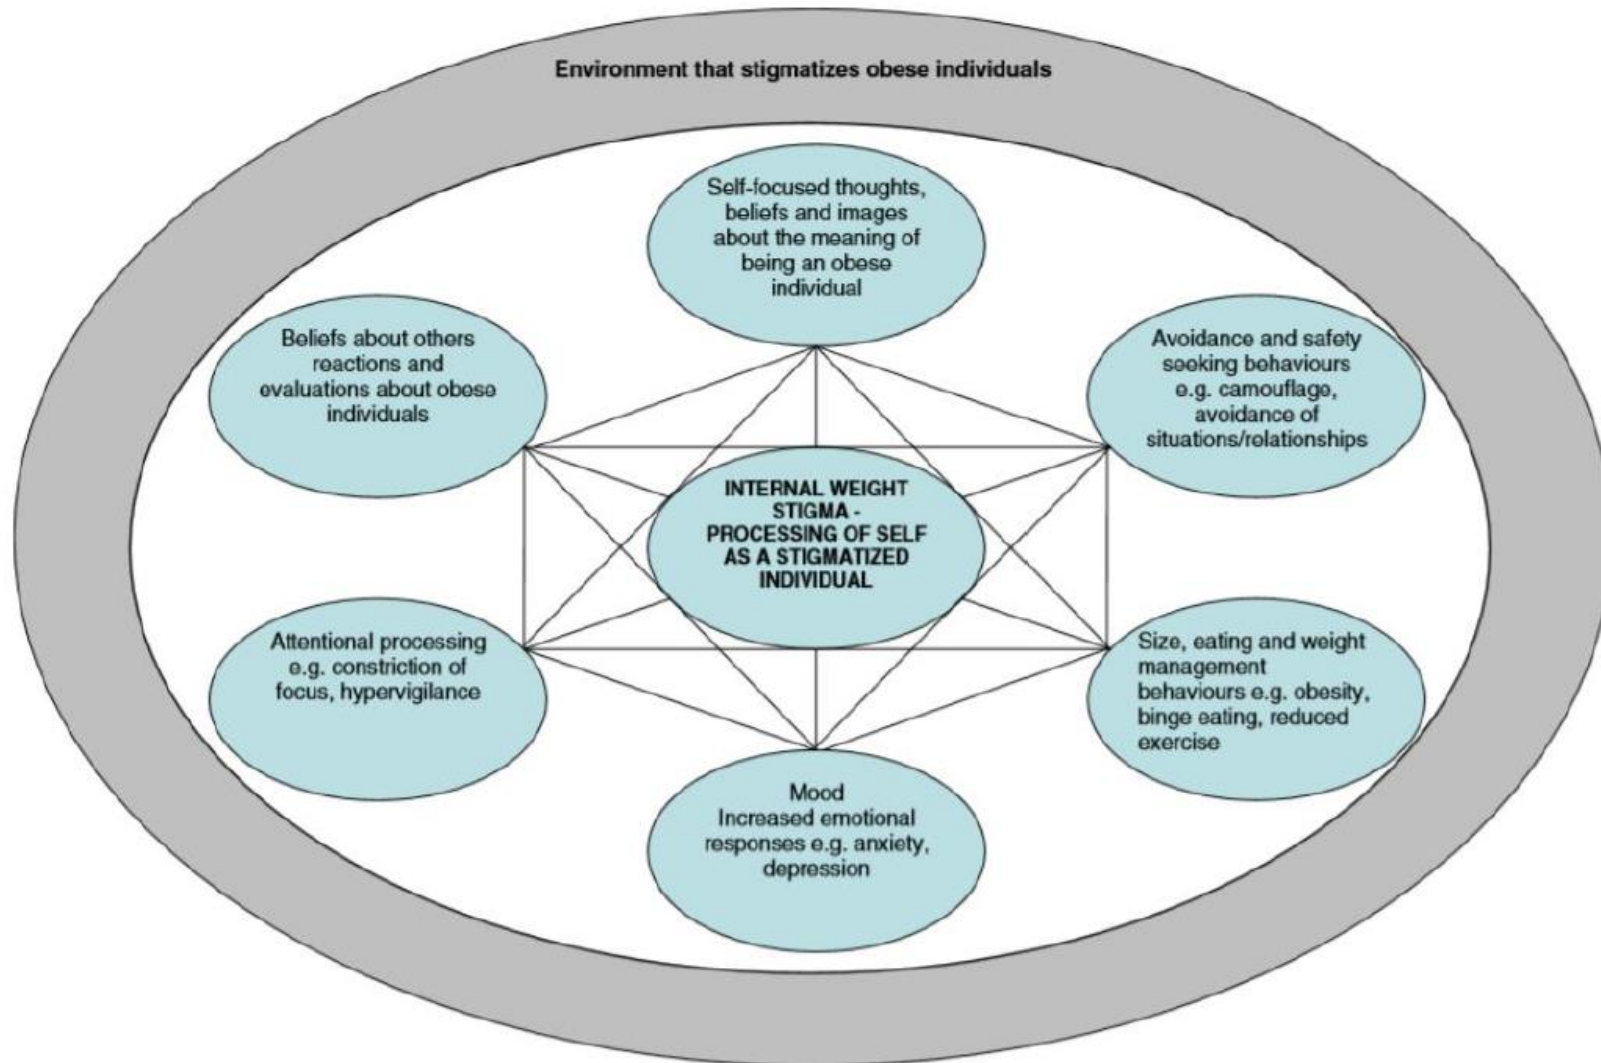 Environment that stigmatizes obese individuals
Self-focused thoughts,
beliefs and images
about the meaning of
being an obese
individual
Beliefs about others
reactions and
evaluations about obese
individuals
Avoidance and safety
seeking behaviours
e.g. camouflage,
avoidance of
situations/relationships
INTERNAL WEIGHT
STIGMA -
PROCESSING OF SELF
AS A STIGMATIZED
INDIVIDUAL
Attentional processing
e.g. constriction of
focus, hypervigilance
Size, eating and weight
management
behaviours e.g. obesity,
binge eating, reduced
exercise
Mood
Increased emotional
responses e.g. anxiety,
depression